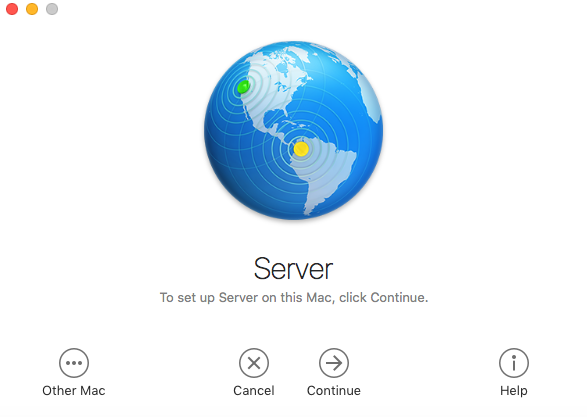 Server
To set up Server on this Mac, click Continue.
Other Mac
Cancel
Continue
Help